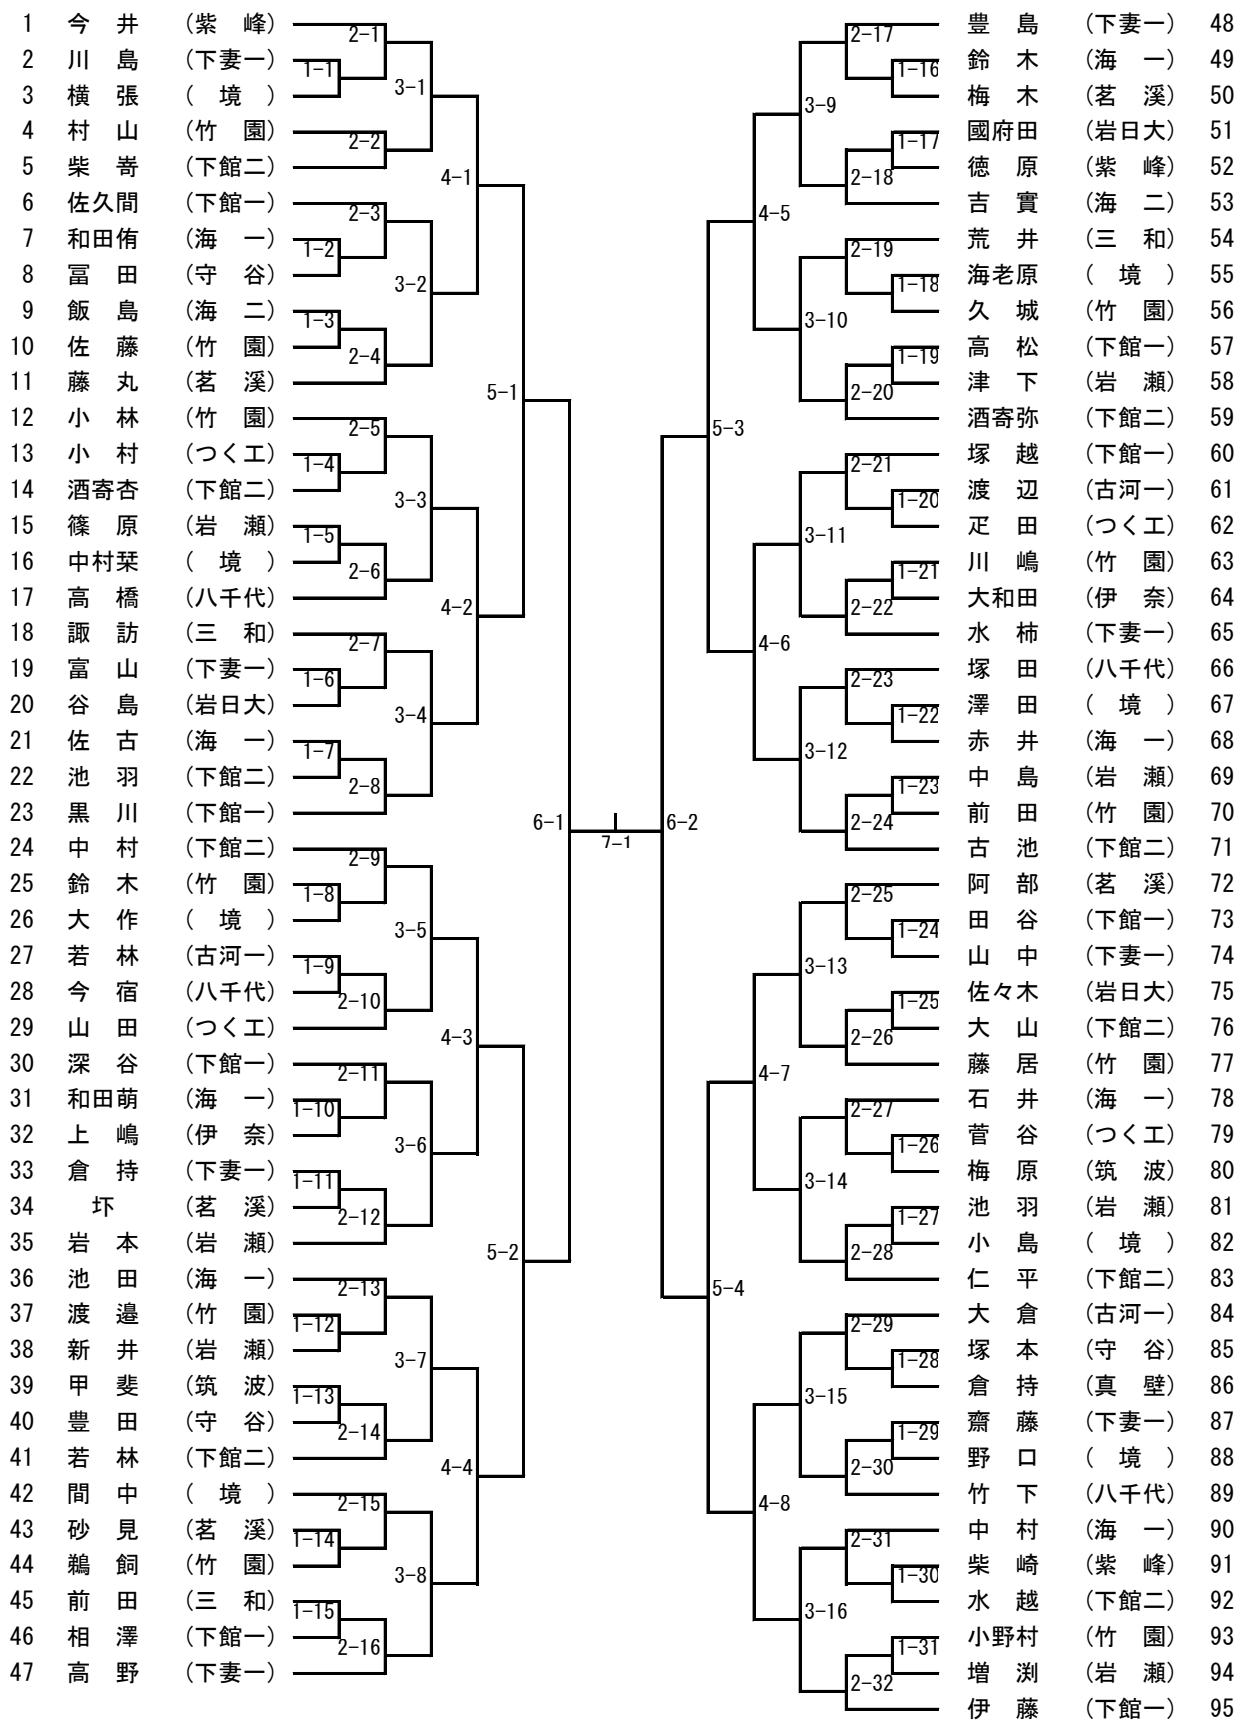 1 今 井 (紫 峰)
2 川 島 (下妻一)
3 横 張 ( 境 )
4 村 山 (竹 園)
5 柴 嵜 (下館二)
6 佐久間 (下館一)
7 和田侑 (海 一)
8 冨 田 (守 谷)
9 飯 島 (海 二)
10 佐 藤 (竹 園)
11 藤 丸 (茗 溪)
12 小 林 (竹 園)
13 小 村 (つく工)
14 酒寄杏 (下館二)
15 篠 原 (岩 瀬)
16 中村栞 ( 境 )
17 高 橋 (八千代)
18 諏 訪 (三 和)
19 富 山 (下妻一)
20 谷 島 (岩日大)
21 佐 古 (海 一)
22 池 羽 (下館二)
23 黒 川 (下館一)
24 中 村 (下館二)
25 鈴 木 (竹 園)
26 大 作 ( 境 )
27 若 林 (古河一)
28 今 宿 (八千代)
29 山 田 (つく工)
30 深 谷 (下館一)
31 和田萌 (海 一)
32 上 嶋 (伊 奈)
33 倉 持 (下妻一)
34 圷 (茗 溪)
35 岩 本 (岩 瀬)
36 池 田 (海 一)
37 渡 邉 (竹 園)
38 新 井 (岩 瀬)
39 甲 斐 (筑 波)
40 豊 田 (守 谷)
41 若 林 (下館二)
42 間 中 ( 境 )
43 砂 見 (茗 溪)
44 鵜 飼 (竹 園)
45 前 田 (三 和)
46 相 澤 (下館一)
47 高 野 (下妻一)
2-1
1-1
3-1
2-2
4-1
2-3
1-2
3-2
1-3
2-4
5-1
2-5
1-4
3-3
1-5
2-6
4-2
2-7
1-6
3-4
1-7
2-8
6-1
2-9
1-8
3-5
1-9
2-10
4-3
2-11
1-10
3-6
1-11
2-12
5-2
2-13
1-12
3-7
1-13
2-14
4-4
2-15
1-14
3-8
1-15
2-16
7-1
2-17
1-16
3-9
1-17
2-18
4-5
2-19
1-18
3-10
1-19
2-20
5-3
2-21
1-20
3-11
1-21
2-22
4-6
2-23
1-22
3-12
1-23
2-24
6-2
2-25
1-24
3-13
1-25
2-26
4-7
2-27
1-26
3-14
1-27
2-28
5-4
2-29
1-28
3-15
1-29
2-30
4-8
2-31
1-30
3-16
1-31
2-32
豊 島 (下妻一) 48
鈴 木 (海 一) 49
梅 木 (茗 溪) 50
國府田 (岩日大) 51
徳 原 (紫 峰) 52
吉 實 (海 二) 53
荒 井 (三 和) 54
海老原 ( 境 ) 55
久 城 (竹 園) 56
高 松 (下館一) 57
津 下 (岩 瀬) 58
酒寄弥 (下館二) 59
塚 越 (下館一) 60
渡 辺 (古河一) 61
疋 田 (つく工) 62
川 嶋 (竹 園) 63
大和田 (伊 奈) 64
水 柿 (下妻一) 65
塚 田 (八千代) 66
澤 田 ( 境 ) 67
赤 井 (海 一) 68
中 島 (岩 瀬) 69
前 田 (竹 園) 70
古 池 (下館二) 71
阿 部 (茗 溪) 72
田 谷 (下館一) 73
山 中 (下妻一) 74
佐々木 (岩日大) 75
大 山 (下館二) 76
藤 居 (竹 園) 77
石 井 (海 一) 78
菅 谷 (つく工) 79
梅 原 (筑 波) 80
池 羽 (岩 瀬) 81
小 島 ( 境 ) 82
仁 平 (下館二) 83
大 倉 (古河一) 84
塚 本 (守 谷) 85
倉 持 (真 壁) 86
齋 藤 (下妻一) 87
野 口 ( 境 ) 88
竹 下 (八千代) 89
中 村 (海 一) 90
柴 崎 (紫 峰) 91
水 越 (下館二) 92
小野村 (竹 園) 93
増 渕 (岩 瀬) 94
伊 藤 (下館一) 95